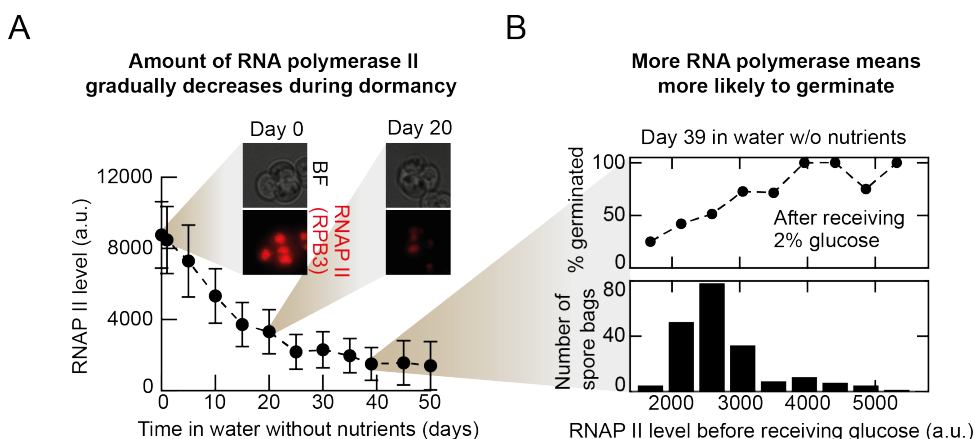 A
Amount of RNA polymerase II
gradually decreases during dormancy
Day 0
Day 20
BF
RNAP II
(RPB3)
RNAP II level (a.u.)
12000
8000
4000
0
0
10
20
30
40
50
Time in water without nutrients (days)
B
More RNA polymerase means
more likely to germinate
Day 39 in water w/o nutrients
% germinated
100
50
0
After receiving
2% glucose
Number of
spore bags
80
40
0
2000
3000
4000
5000
RNAP II level before receiving glucose (a.u.)